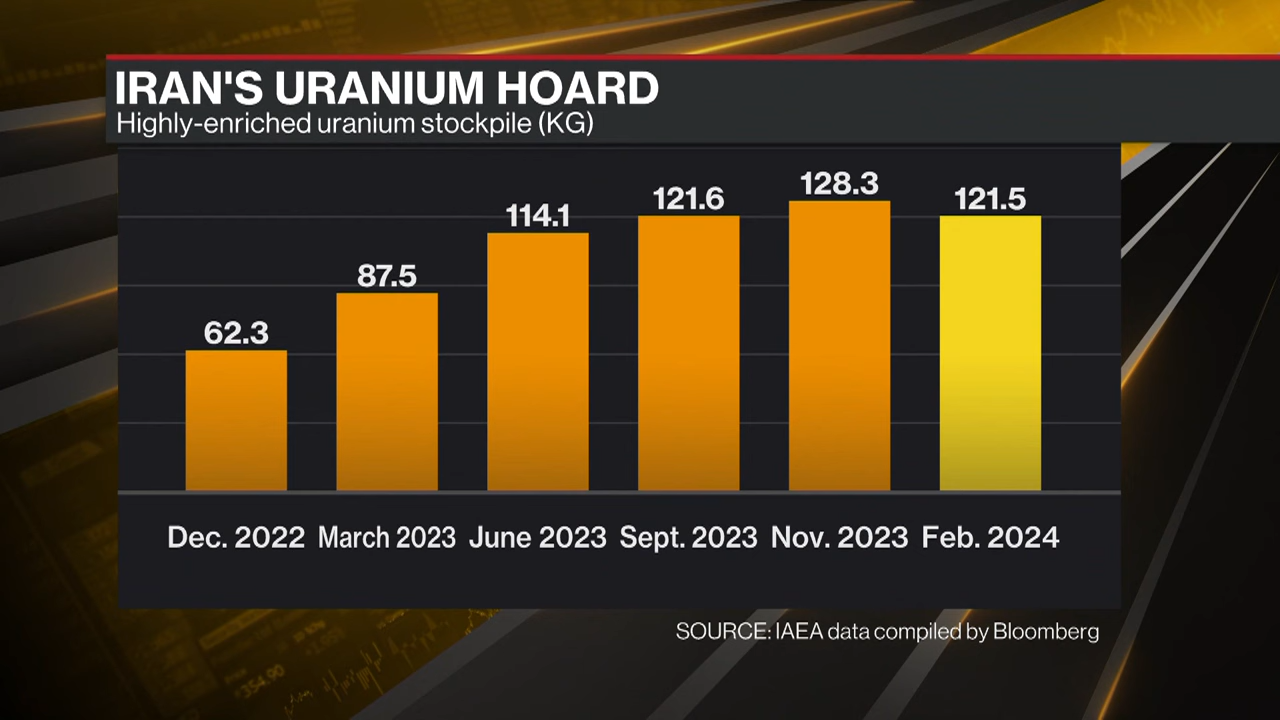 IRAN'S URANIUM HOARD
Highly-enriched uranium stockpile (KG)
62.3
87.5
114.1
121.6
128.3
121.5
Dec. 2022 March 2023 June 2023 Sept. 2023 Nov. 2023 Feb. 2024
SOURCE: IAEA data compiled by Bloomberg